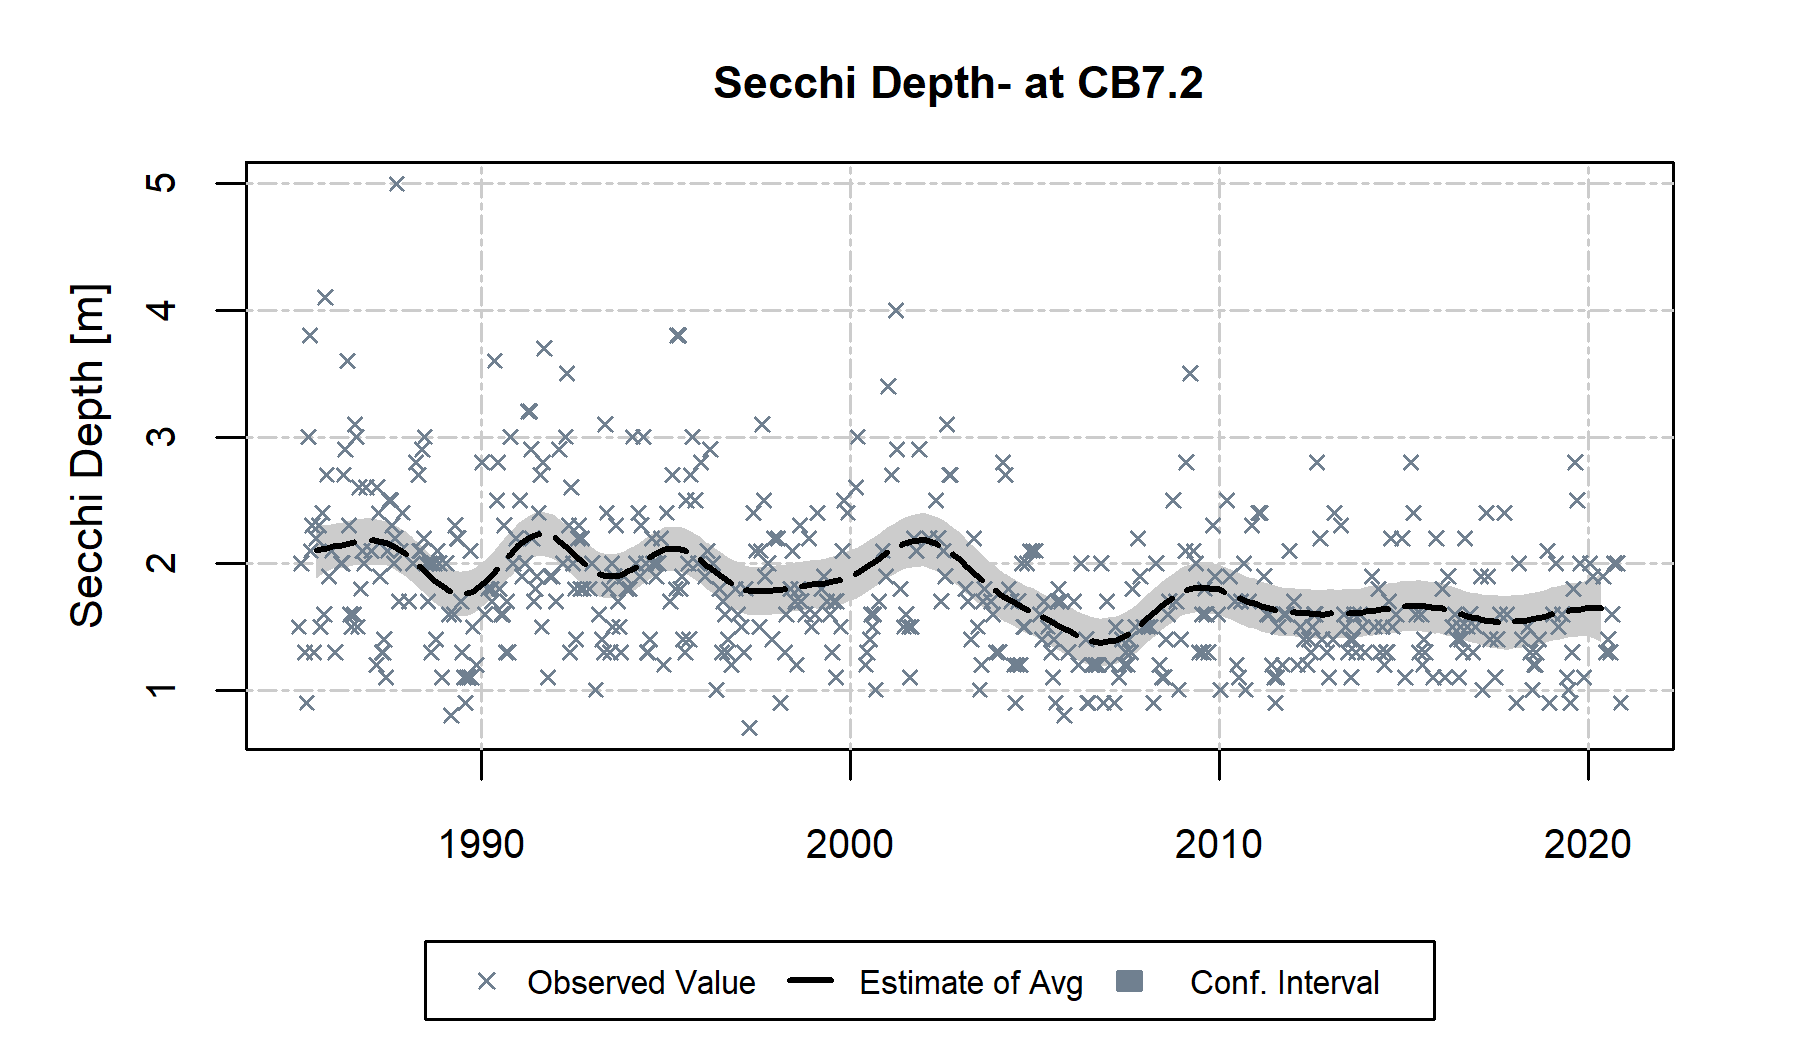 Secchi Depth- at CB7.2
Secchi Depth [m]
5
4
3
2
1
1990 2000 2010 2020
Observed Value Estimate of Avg Conf. Interval